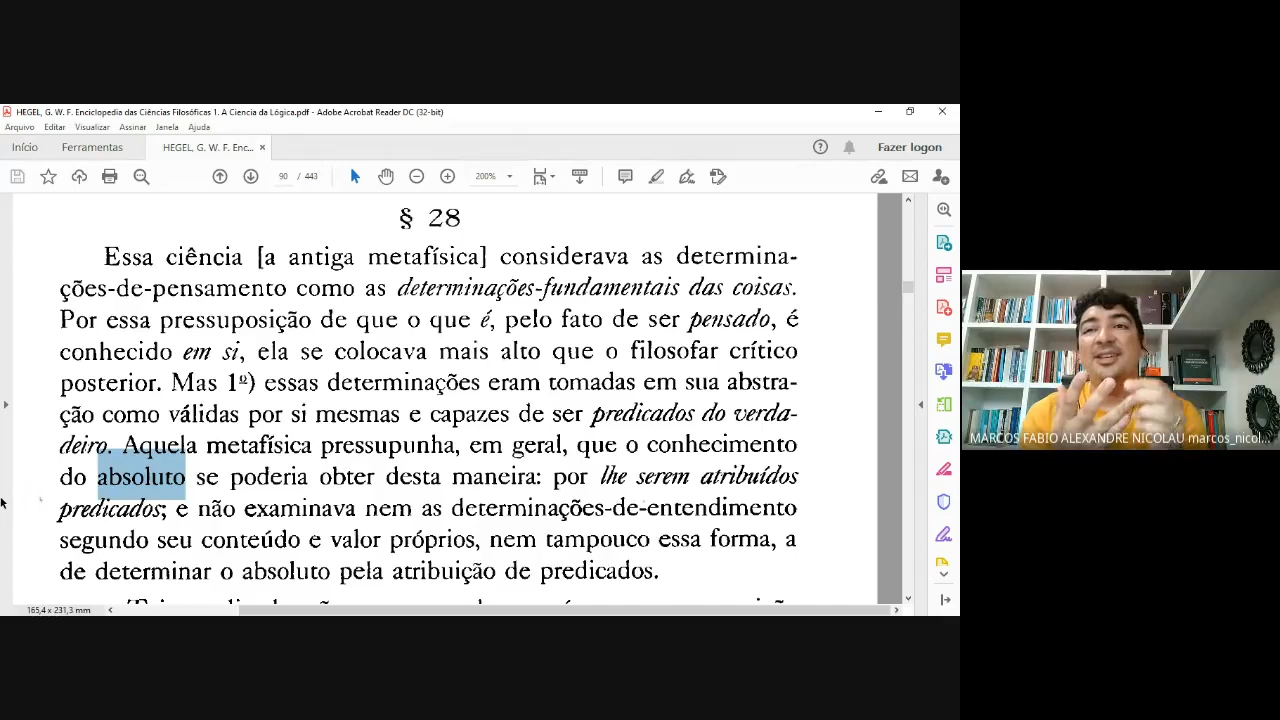 HEGEL, G. W. F. Enciclopedia das Ciências Filosóficas 1. A Ciencia da Lógica.pdf - Adobe Acrobat Reader DC (32-bit)
Arquivo Editar Visualizar Assinar Janela Ajuda
Início Ferramentas HEGEL, G. W. F. Enc... × Fazer logon
90 / 443 200%
§ 28
Essa ciência [a antiga metafísica] considerava as determina-
ções-de-pensamento como as determinações-fundamentais das coisas.
Por essa pressuposição de que o que é, pelo fato de ser pensado, é
conhecido em si, ela se colocava mais alto que o filosofar crítico
posterior. Mas 1º) essas determinações eram tomadas em sua abstra-
ção como válidas por si mesmas e capazes de ser predicados do verda-
deiro. Aquela metafísica pressupunha, em geral, que o conhecimento
do absoluto se poderia obter desta maneira: por lhe serem atribuídos
predicados; e não examinava nem as determinações-de-entendimento
segundo seu conteúdo e valor próprios, nem tampouco essa forma, a
de determinar o absoluto pela atribuição de predicados.
165,4 x 231,3 mm
MARCOS FABIO ALEXANDRE NICOLAU marcos_nicol...